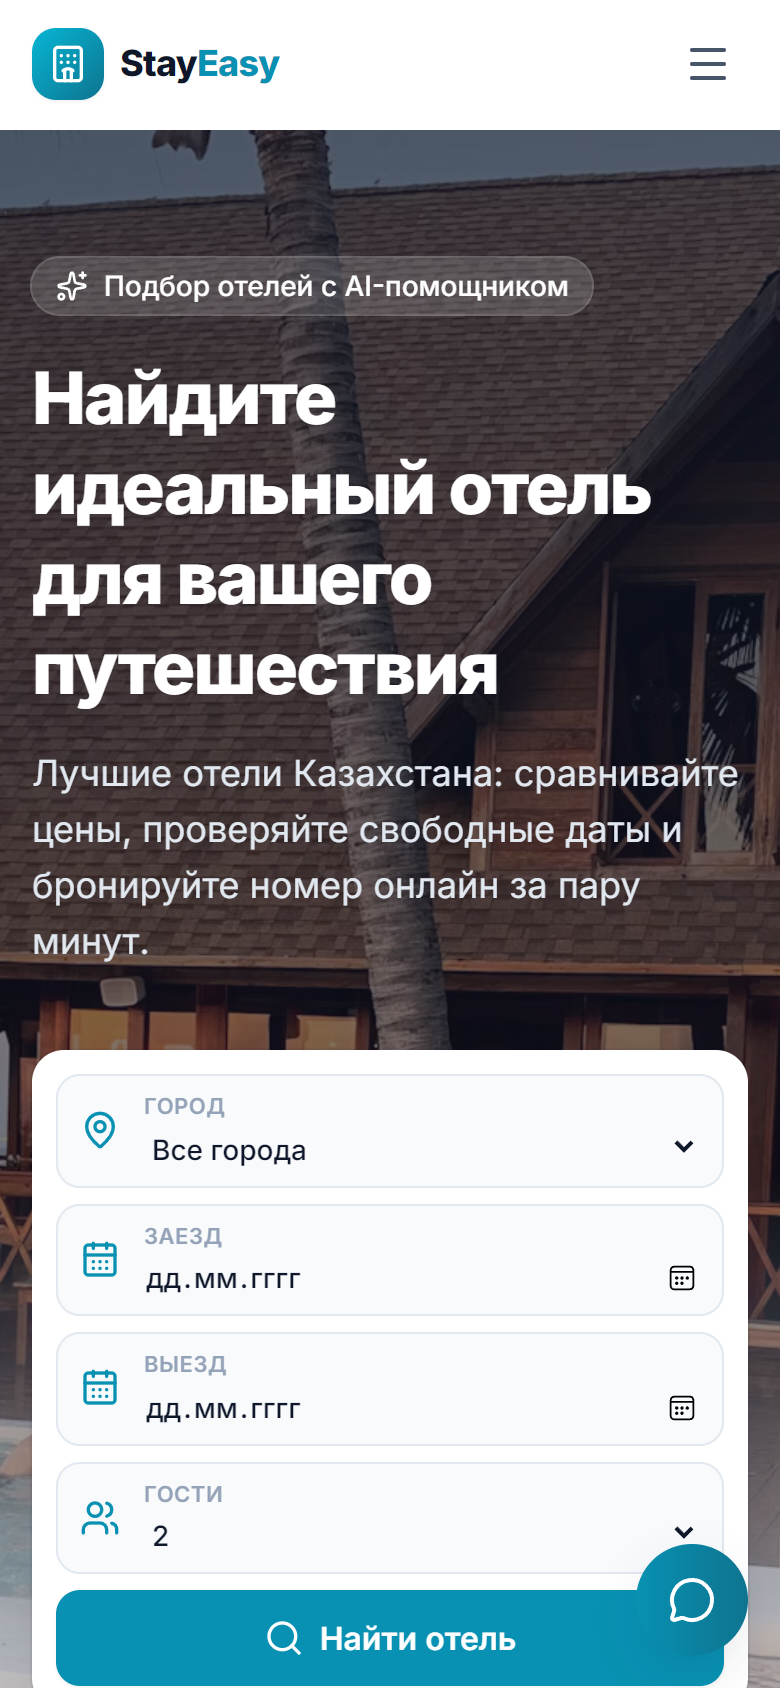 StayEasy
Подбор отелей с AI-помощником
Найдите
идеальный отель
для вашего
путешествия
Лучшие отели Казахстана: сравнивайте
цены, проверяйте свободные даты и
бронируйте номер онлайн за пару
минут.
ГОРОД
Все города
ЗАЕЗД
дд.мм.гггг
ВЫЕЗД
дд.мм.гггг
ГОСТИ
2
Найти отель